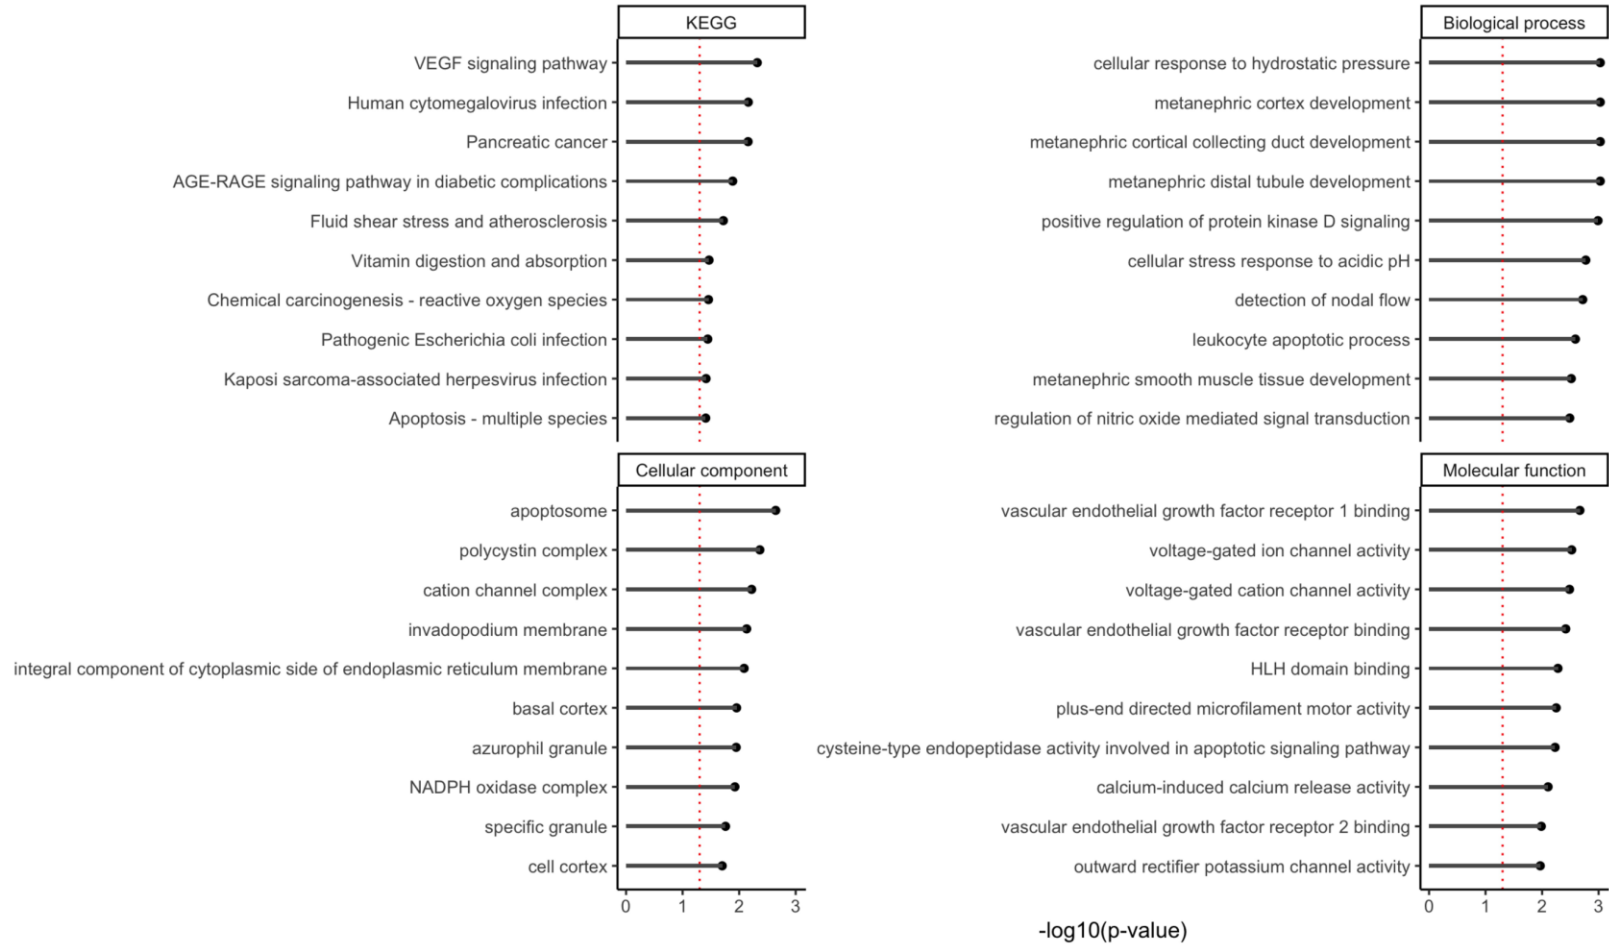 KEGG
VEGF signaling pathway
Human cytomegalovirus infection
Pancreatic cancer
AGE-RAGE signaling pathway in diabetic complications
Fluid shear stress and atherosclerosis
Vitamin digestion and absorption
Chemical carcinogenesis - reactive oxygen species
Pathogenic Escherichia coli infection
Kaposi sarcoma-associated herpesvirus infection
Apoptosis - multiple species
Biological process
cellular response to hydrostatic pressure
metanephric cortex development
metanephric cortical collecting duct development
metanephric distal tubule development
positive regulation of protein kinase D signaling
cellular stress response to acidic pH
detection of nodal flow
leukocyte apoptotic process
metanephric smooth muscle tissue development
regulation of nitric oxide mediated signal transduction
Cellular component
apoptosome
polycystin complex
cation channel complex
invadopodium membrane
integral component of cytoplasmic side of endoplasmic reticulum membrane
basal cortex
azurophil granule
NADPH oxidase complex
specific granule
cell cortex
0 1 2 3
Molecular function
vascular endothelial growth factor receptor 1 binding
voltage-gated ion channel activity
voltage-gated cation channel activity
vascular endothelial growth factor receptor binding
HLH domain binding
plus-end directed microfilament motor activity
cysteine-type endopeptidase activity involved in apoptotic signaling pathway
calcium-induced calcium release activity
vascular endothelial growth factor receptor 2 binding
outward rectifier potassium channel activity
0 1 2 3
-log10(p-value)